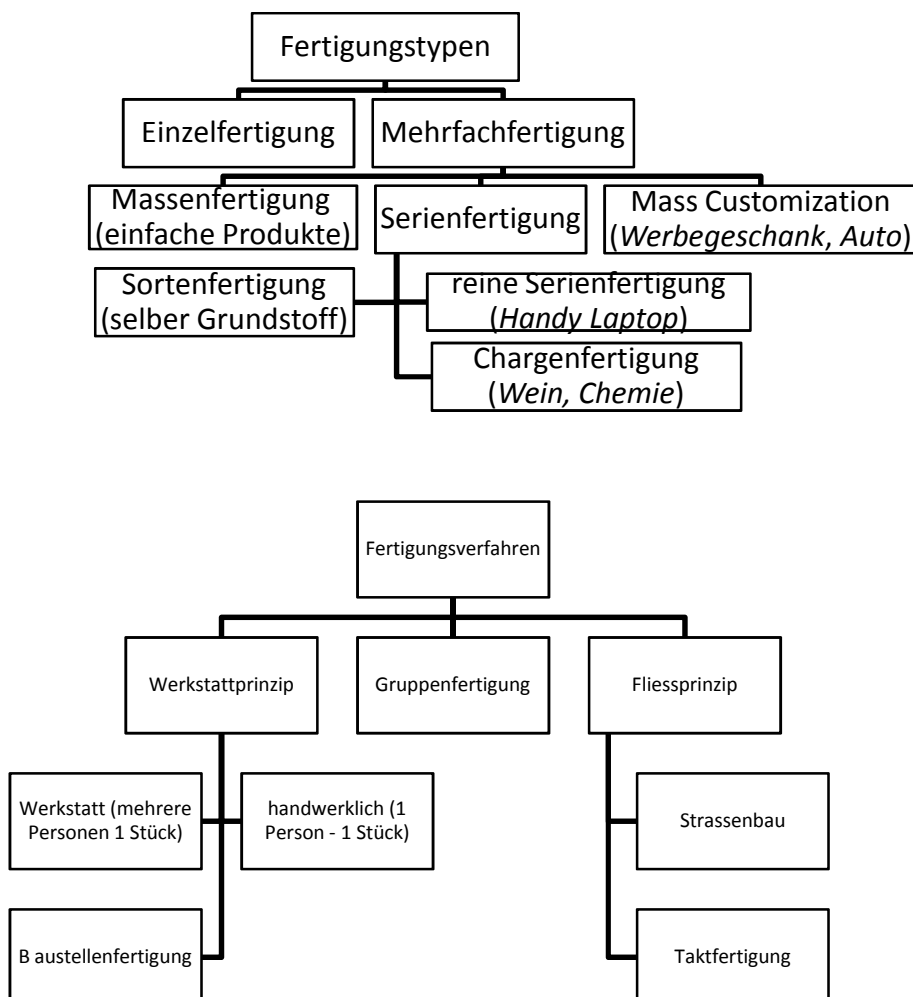 Fertigungstypen
Einzelfertigung
Mehrfachfertigung
Massenfertigung
(einfache Produkte)
Serienfertigung
Mass Customization
(Werbegeschank, Auto)
Sortenfertigung
(selber Grundstoff)
reine Serienfertigung
(Handy Laptop)
Chargenfertigung
(Wein, Chemie)
Fertigungsverfahren
Werkstattprinzip
Gruppenfertigung
Fliessprinzip
Werkstatt (mehrere
Personen 1 Stück)
handwerklich (1
Person - 1 Stück)
Strassenbau
B austellenfertigung
Taktfertigung